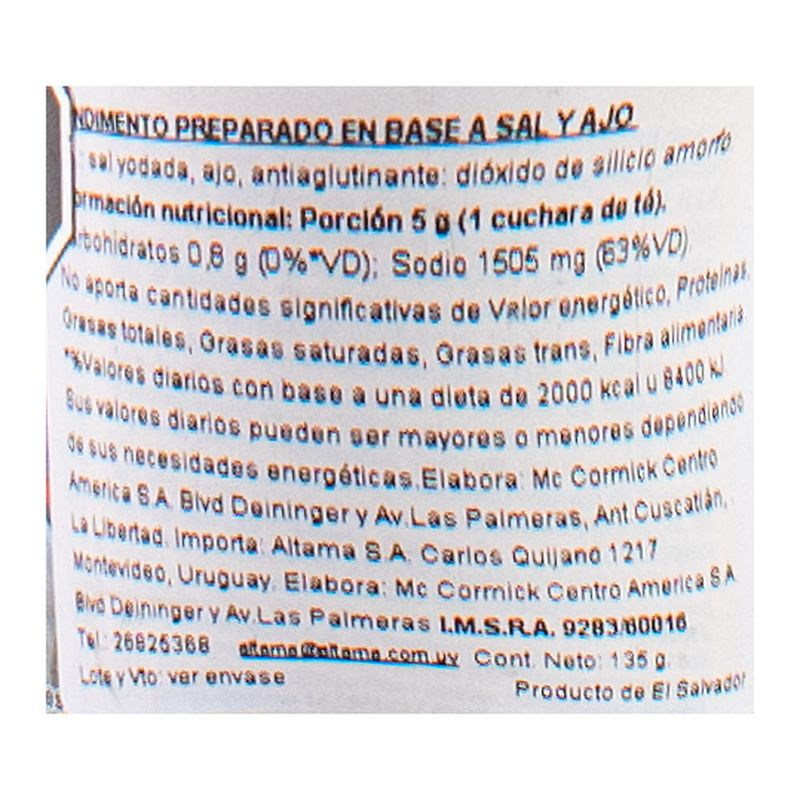 NDIMENTO PREPARADO EN BASE A SAL Y AJO
: sal yodada, ajo, antiaglutinante: dióxido de silicio amorfo
ormación nutricional: Porción 5 g (1 cuchara de té).
rbohidratos 0,8 g (0%*VD); Sodio 1505 mg (63%VD)
No aporta cantidades significativas de Valor energético, Proteínas,
Grasas totales, Grasas saturadas, Grasas trans, Fibra alimentaria.
*%Valores diarios con base a una dieta de 2000 kcal u 8400 kJ.
Sus valores diarios pueden ser mayores o menores dependiendo
de sus necesidades energéticas.Elabora: Mc Cormick Centro
America S.A. Blvd Deininger y Av.Las Palmeras, Ant Cuscatlán,
La Libertad. Importa: Altama S.A. Carlos Quijano 1217
Montevideo, Uruguay. Elabora: Mc Cormick Centro America S.A
Blvd Deininger y Av.Las Palmeras I.M.S.R.A. 9283/60016
Tel.: altama@altama.com.uy Cont. Neto: 135 g.
Lote y Vto: ver envase
Producto de El Salvador